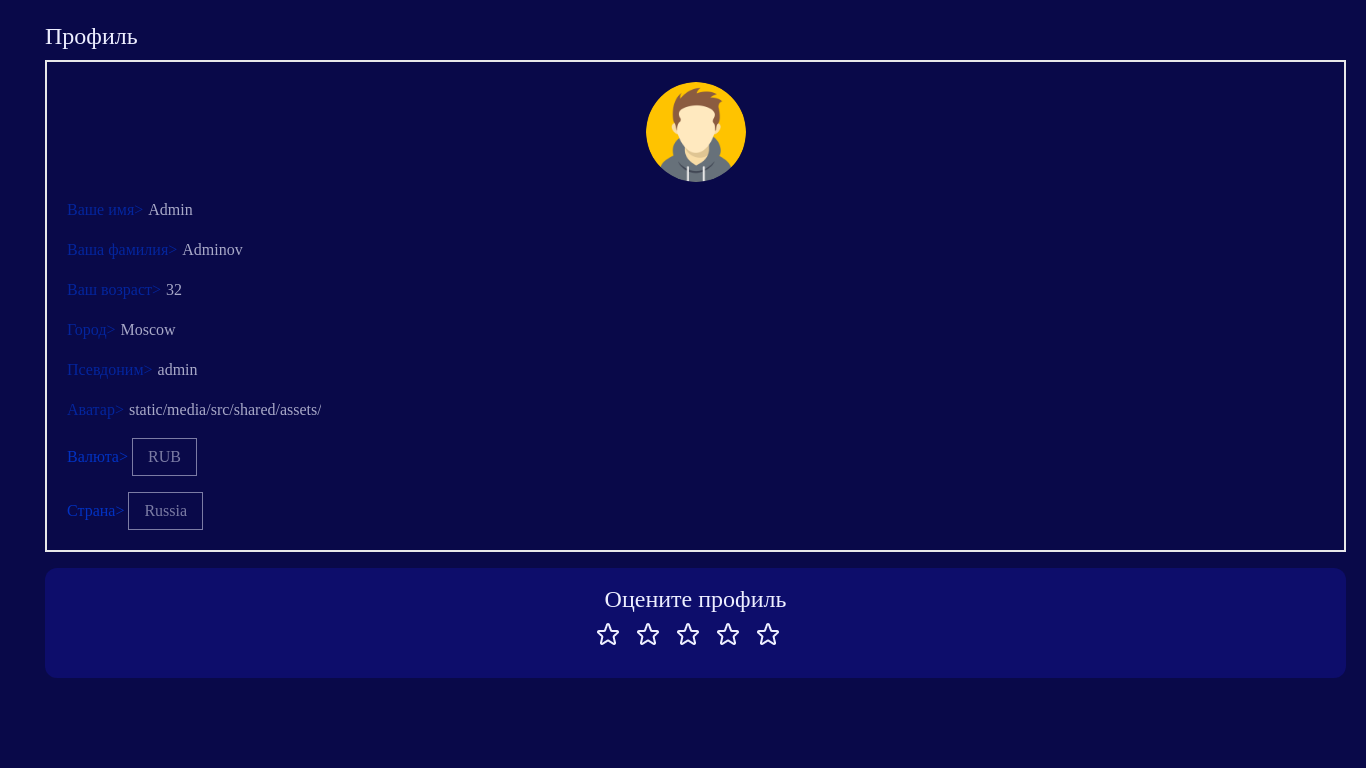 Профиль
Ваше имя> Admin
Ваша фамилия> Adminov
Ваш возраст> 32
Город> Moscow
Псевдоним> admin
Аватар> static/media/src/shared/assets/
Валюта> RUB
Страна> Russia
Оцените профиль